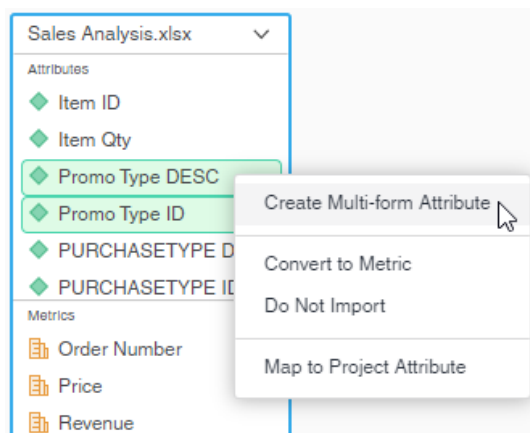 Sales Analysis.xlsx
Attributes
Item ID
Item Qty
Promo Type DESC
Promo Type ID
PURCHASETYPE D
PURCHASETYPE ID
Metrics
Order Number
Price
Revenue
Create Multi-form Attribute
Convert to Metric
Do Not Import
Map to Project Attribute